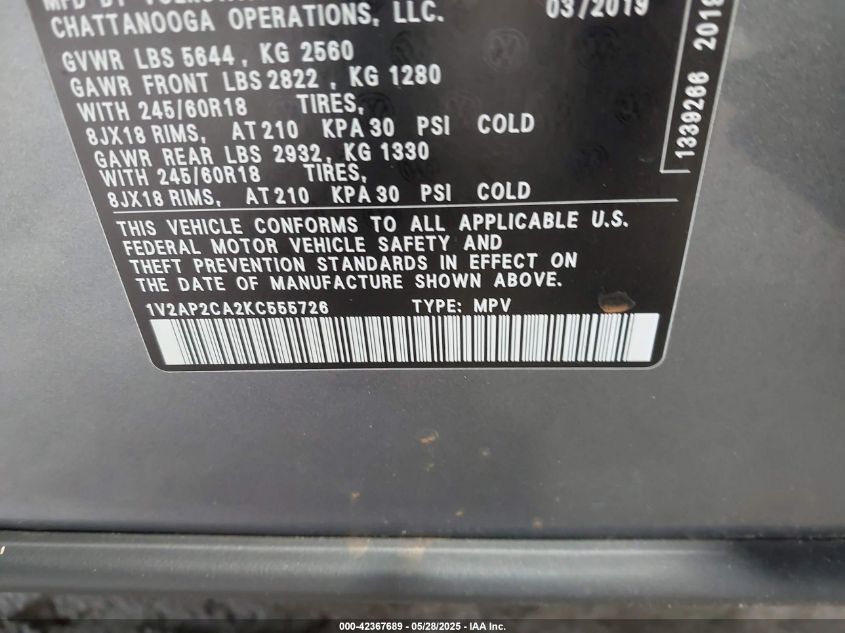 MFD BY
CHATTANOOGA OPERATIONS, LLC.
03/2019
GVWR LBS 5644, KG 2560
GAWR FRONT LBS 2822, KG 1280
WITH 245/60R18 TIRES,
8JX18 RIMS, AT 210 KPA 30 PSI COLD
GAWR REAR LBS 2932, KG 1330
WITH 245/60R18 TIRES,
8JX18 RIMS, AT 210 KPA 30 PSI COLD
THIS VEHICLE CONFORMS TO ALL APPLICABLE U.S.
FEDERAL MOTOR VEHICLE SAFETY AND
THEFT PREVENTION STANDARDS IN EFFECT ON
THE DATE OF MANUFACTURE SHOWN ABOVE.
1V2AP2CA2KC555726 TYPE: MPV
1339266 2019
000-42367689 - 05/28/2025 - IAA Inc.